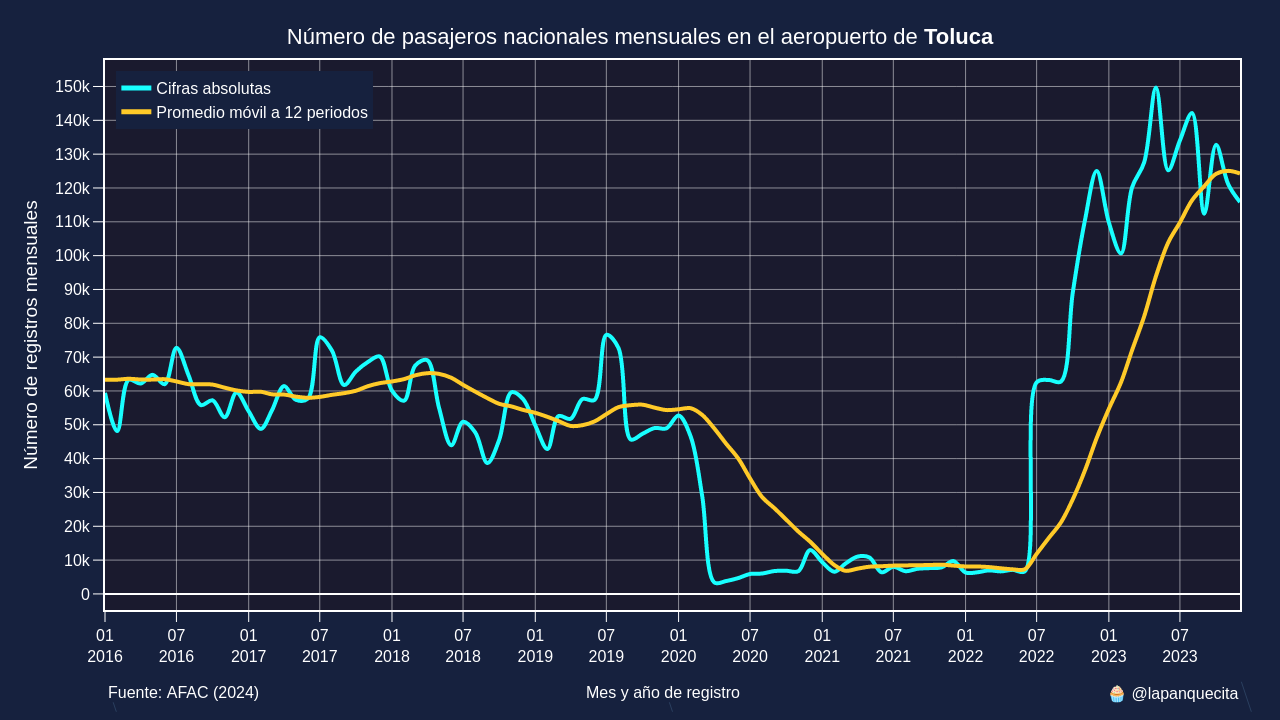 Número de pasajeros nacionales mensuales en el aeropuerto de Toluca
Cifras absolutas
Promedio móvil a 12 periodos
Número de registros mensuales
150k
140k
130k
120k
110k
100k
90k
80k
70k
60k
50k
40k
30k
20k
10k
0
01 07 01 07 01 07 01 07 01 07 01 07 01 07 01 07
2016 2016 2017 2017 2018 2018 2019 2019 2020 2020 2021 2021 2022 2022 2023 2023
Fuente: AFAC (2024) Mes y año de registro 🧁 @lapanquecita